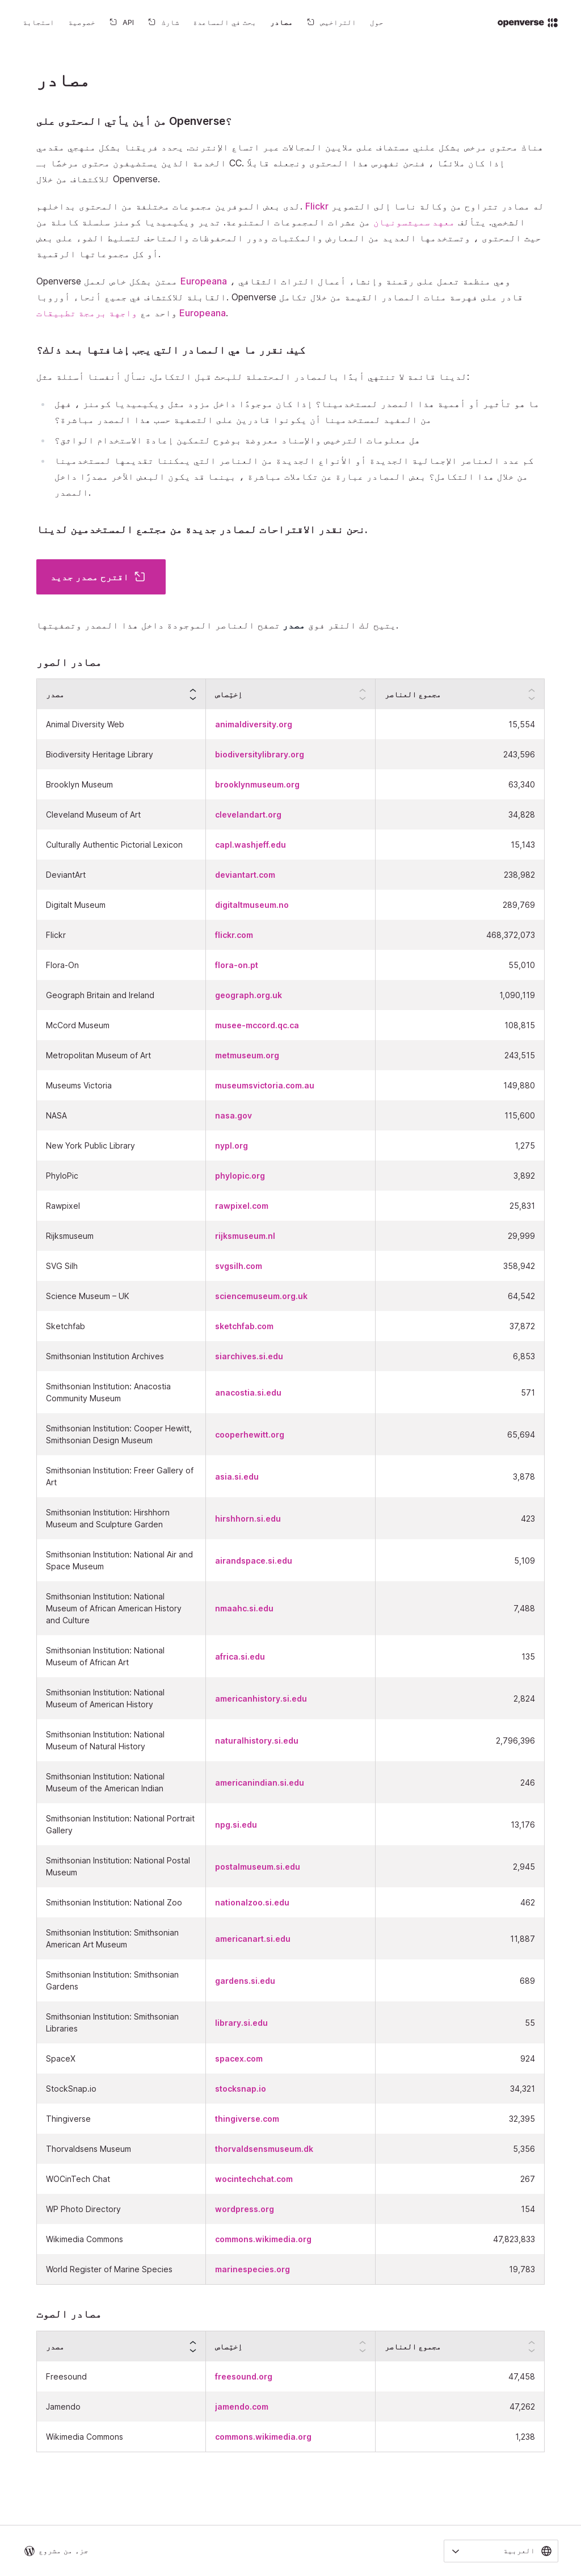 openverse
حول
التراخيص
مصادر
بحث في المساعدة
شارك
API
خصوصية
استجابة
مصادر
من أين يأتي المحتوى على Openverse؟
هناك محتوى مرخص بشكل علني مستضاف على ملايين المجالات عبر اتساع الإنترنت. يحدد فريقنا بشكل منهجي مقدمي
الخدمة الذين يستضيفون محتوى مرخصًا بـ CC. إذا كان ملائمًا ، فنحن نفهرس هذا المحتوى ونجعله قابلاً
للاكتشاف من خلال Openverse.
لدى بعض الموفرين مجموعات مختلفة من المحتوى بداخلهم. Flickr له مصادر تتراوح من وكالة ناسا إلى التصوير
الشخصي. يتألف معهد سميثسونيان من عشرات المجموعات المتنوعة. تدير ويكيميديا كومنز سلسلة كاملة من
حيث المحتوى ، وتستخدمها العديد من المعارض والمكتبات ودور المحفوظات والمتاحف لتسليط الضوء على بعض
أو كل مجموعاتها الرقمية.
Openverse ممتن بشكل خاص لعمل Europeana وهي منظمة تعمل على رقمنة وإنشاء أعمال التراث الثقافي ،
القابلة للاكتشاف في جميع أنحاء أوروبا. Openverse قادر على فهرسة مئات المصادر القيمة من خلال تكامل
واحد مع واجهة برمجة تطبيقات Europeana.
كيف نقرر ما هي المصادر التي يجب إضافتها بعد ذلك؟
لدينا قائمة لا تنتهي أبدًا بالمصادر المحتملة للبحث قبل التكامل. نسأل أنفسنا أسئلة مثل:
ما هو تأثير أو أهمية هذا المصدر لمستخدمينا؟ إذا كان موجودًا داخل مزود مثل ويكيميديا كومنز ، فهل
من المفيد لمستخدمينا أن يكونوا قادرين على التصفية حسب هذا المصدر مباشرة؟
هل معلومات الترخيص والإسناد معروضة بوضوح لتمكين إعادة الاستخدام الواثق؟
كم عدد العناصر الإجمالية الجديدة أو الأنواع الجديدة من العناصر التي يمكننا تقديمها لمستخدمينا
من خلال هذا التكامل؟ بعض المصادر عبارة عن تكاملات مباشرة ، بينما قد يكون البعض الآخر مصدرًا داخل
المصدر.
نحن نقدر الاقتراحات لمصادر جديدة من مجتمع المستخدمين لدينا.
اقترح مصدر جديد
يتيح لك النقر فوق مصدر تصفح العناصر الموجودة داخل هذا المصدر وتصفيتها.
مصادر الصور
مصدر إختِصاص مجموع العناصر
Animal Diversity Web animaldiversity.org 15,554
Biodiversity Heritage Library biodiversitylibrary.org 243,596
Brooklyn Museum brooklynmuseum.org 63,340
Cleveland Museum of Art clevelandart.org 34,828
Culturally Authentic Pictorial Lexicon capl.washjeff.edu 15,143
DeviantArt deviantart.com 238,982
Digitalt Museum digitaltmuseum.no 289,769
Flickr flickr.com 468,372,073
Flora-On flora-on.pt 55,010
Geograph Britain and Ireland geograph.org.uk 1,090,119
McCord Museum musee-mccord.qc.ca 108,815
Metropolitan Museum of Art metmuseum.org 243,515
Museums Victoria museumsvictoria.com.au 149,880
NASA nasa.gov 115,600
New York Public Library nypl.org 1,275
PhyloPic phylopic.org 3,892
Rawpixel rawpixel.com 25,831
Rijksmuseum rijksmuseum.nl 29,999
SVG Silh svgsilh.com 358,942
Science Museum – UK sciencemuseum.org.uk 64,542
Sketchfab sketchfab.com 37,872
Smithsonian Institution Archives siarchives.si.edu 6,853
Smithsonian Institution: Anacostia
Community Museum anacostia.si.edu 571
Smithsonian Institution: Cooper Hewitt,
Smithsonian Design Museum cooperhewitt.org 65,694
Smithsonian Institution: Freer Gallery of
Art asia.si.edu 3,878
Smithsonian Institution: Hirshhorn
Museum and Sculpture Garden hirshhorn.si.edu 423
Smithsonian Institution: National Air and
Space Museum airandspace.si.edu 5,109
Smithsonian Institution: National
Museum of African American History
and Culture nmaahc.si.edu 7,488
Smithsonian Institution: National
Museum of African Art africa.si.edu 135
Smithsonian Institution: National
Museum of American History americanhistory.si.edu 2,824
Smithsonian Institution: National
Museum of Natural History naturalhistory.si.edu 2,796,396
Smithsonian Institution: National
Museum of the American Indian americanindian.si.edu 246
Smithsonian Institution: National Portrait
Gallery npg.si.edu 13,176
Smithsonian Institution: National Postal
Museum postalmuseum.si.edu 2,945
Smithsonian Institution: National Zoo nationalzoo.si.edu 462
Smithsonian Institution: Smithsonian
American Art Museum americanart.si.edu 11,887
Smithsonian Institution: Smithsonian
Gardens gardens.si.edu 689
Smithsonian Institution: Smithsonian
Libraries library.si.edu 55
SpaceX spacex.com 924
StockSnap.io stocksnap.io 34,321
Thingiverse thingiverse.com 32,395
Thorvaldsens Museum thorvaldsensmuseum.dk 5,356
WOCinTech Chat wocintechchat.com 267
WP Photo Directory wordpress.org 154
Wikimedia Commons commons.wikimedia.org 47,823,833
World Register of Marine Species marinespecies.org 19,783
مصادر الصوت
مصدر إختِصاص مجموع العناصر
Freesound freesound.org 47,458
Jamendo jamendo.com 47,262
Wikimedia Commons commons.wikimedia.org 1,238
العربية
جزء من مشروع